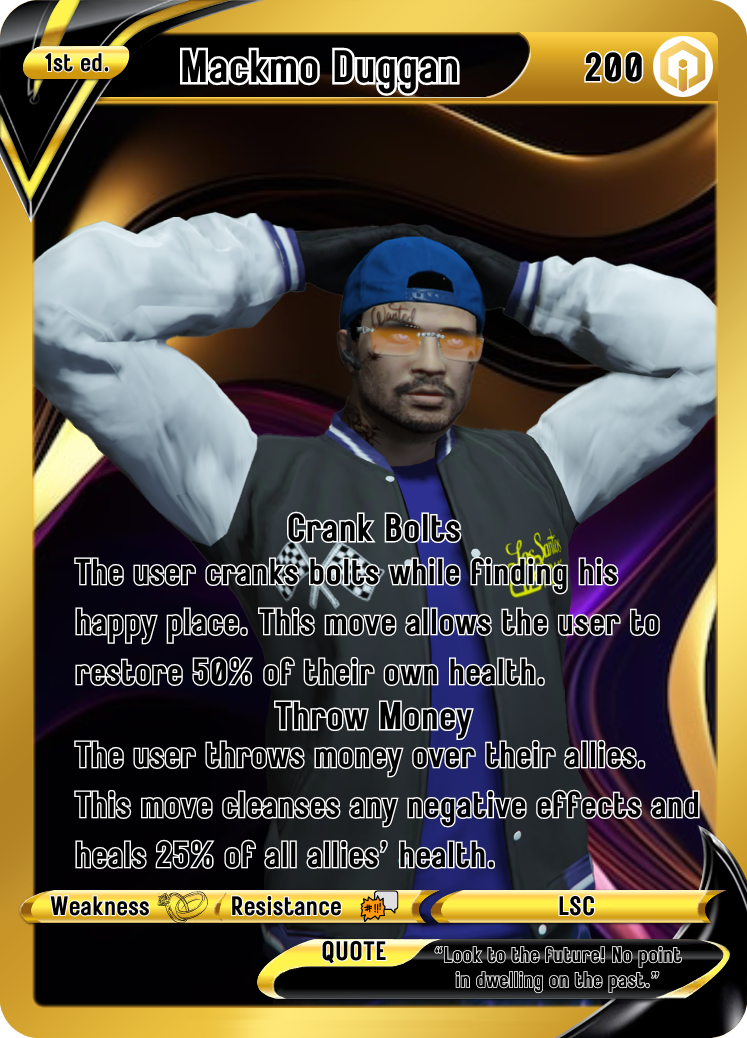 1st ed.
Mackmo Duggan
200
Wanted
Los Santos
Crank Bolts
The user cranks bolts while finding his
happy place. This move allows the user to
restore 50% of their own health.
Throw Money
The user throws money over their allies.
This move cleanses any negative effects and
heals 25% of all allies’ health.
Weakness
Resistance
#!!!
LSC
QUOTE
“Look to the future! No point
in dwelling on the past.”